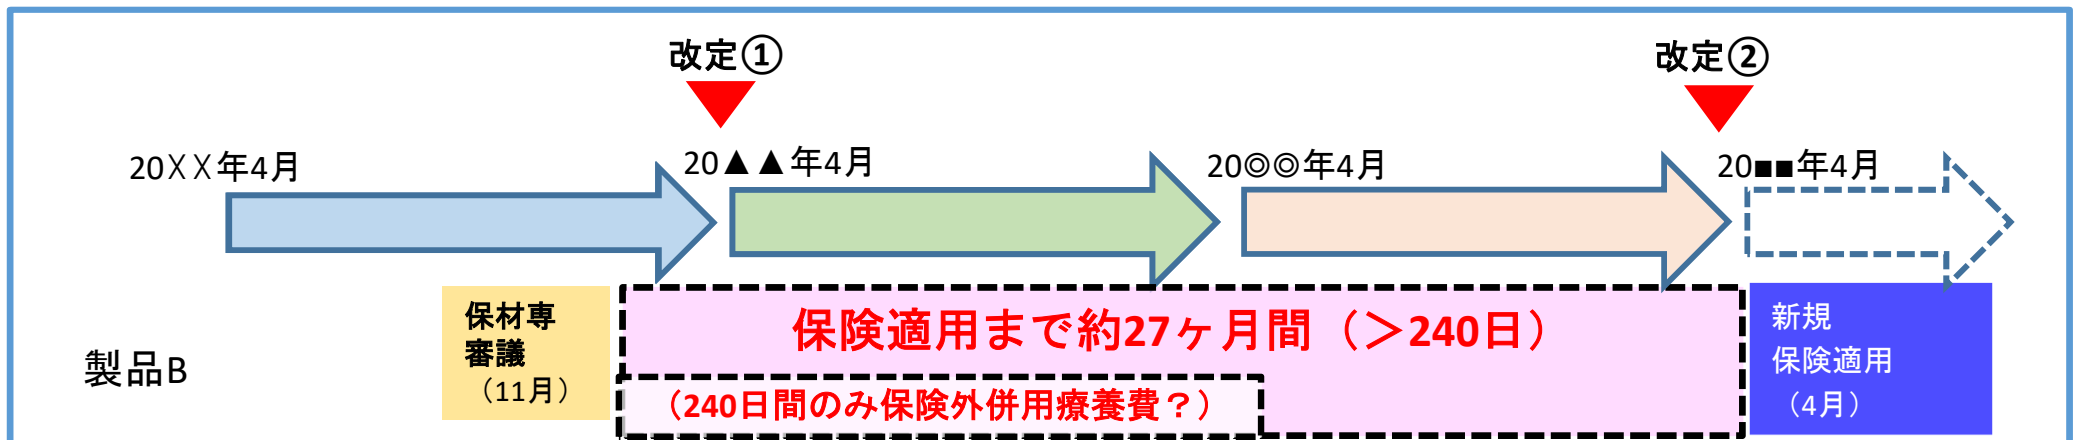 改定① 改定②
20XX年4月 20▲▲年4月 20◎◎年4月 20■■年4月
製品B
保材専
審議
(11月)
保険適用まで約27ヶ月間(＞240日)
(240日間のみ保険外併用療養費？)
新規
保険適用
(4月)